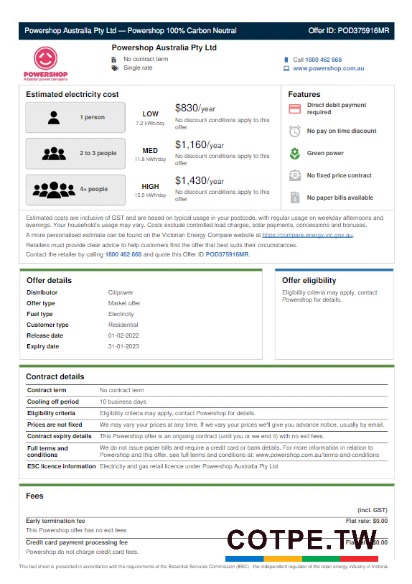 Powershop Australia Pty Ltd — Powershop 100% Carbon Neutral
Offer ID: POD375916MR
POWERSHOP
Powershop Australia Pty Ltd
No contract term
Single rate
Call 1800 462 668
www.powershop.com.au
Estimated electricity cost
1 person
LOW
7.2 kWh/day
$830/year
No discount conditions apply to this
offer
2 to 3 people
MED
11.8 kWh/day
$1,160/year
No discount conditions apply to this
offer
4+ people
HIGH
15.5 kWh/day
$1,430/year
No discount conditions apply to this
offer
Features
Direct debit payment
required
No pay on time discount
Green power
No fixed price contract
No paper bills available
Estimated costs are inclusive of GST and are based on typical usage in your postcode, with regular usage on weekday afternoons and
evenings. Your household's usage may vary. Costs exclude controlled load charges, solar payments, concessions and bonuses.
A more personalised estimate can be found on the Victorian Energy Compare website at https://compare.energy.vic.gov.au.
Retailers must provide clear advice to help customers find the offer that best suits their circumstances.
Contact the retailer by calling 1800 462 668 and quote this Offer ID POD375916MR.
Offer details
Distributor Citipower
Offer type Market offer
Fuel type Electricity
Customer type Residential
Release date 01-02-2022
Expiry date 31-01-2023
Offer eligibility
Eligibility criteria may apply, contact
Powershop for details.
Contract details
Contract term No contract term
Cooling off period 10 business days
Eligibility criteria Eligibility criteria may apply, contact Powershop for details.
Prices are not fixed We may vary your prices at any time. If we vary your prices we'll give you advance notice, usually by email.
Contract expiry details This Powershop offer is an ongoing contract (until you or we end it) with no exit fees.
Full terms and
conditions
We do not issue paper bills and require a credit card or bank details. For more information in relation to
Powershop and this offer, see full terms and conditions at: www.powershop.com.au/terms-and-conditions
ESC licence information Electricity and gas retail licence under Powershop Australia Pty Ltd
Fees
(incl. GST)
Early termination fee Flat rate: $0.00
This Powershop offer has no exit fees
Credit card payment processing fee
Powershop do not charge credit card fees.
COTPE.TW
This fact sheet is presented in accordance with the requirements of the Essential Services Commission (ESC) - the independent regulator of the retail energy industry in Victoria.